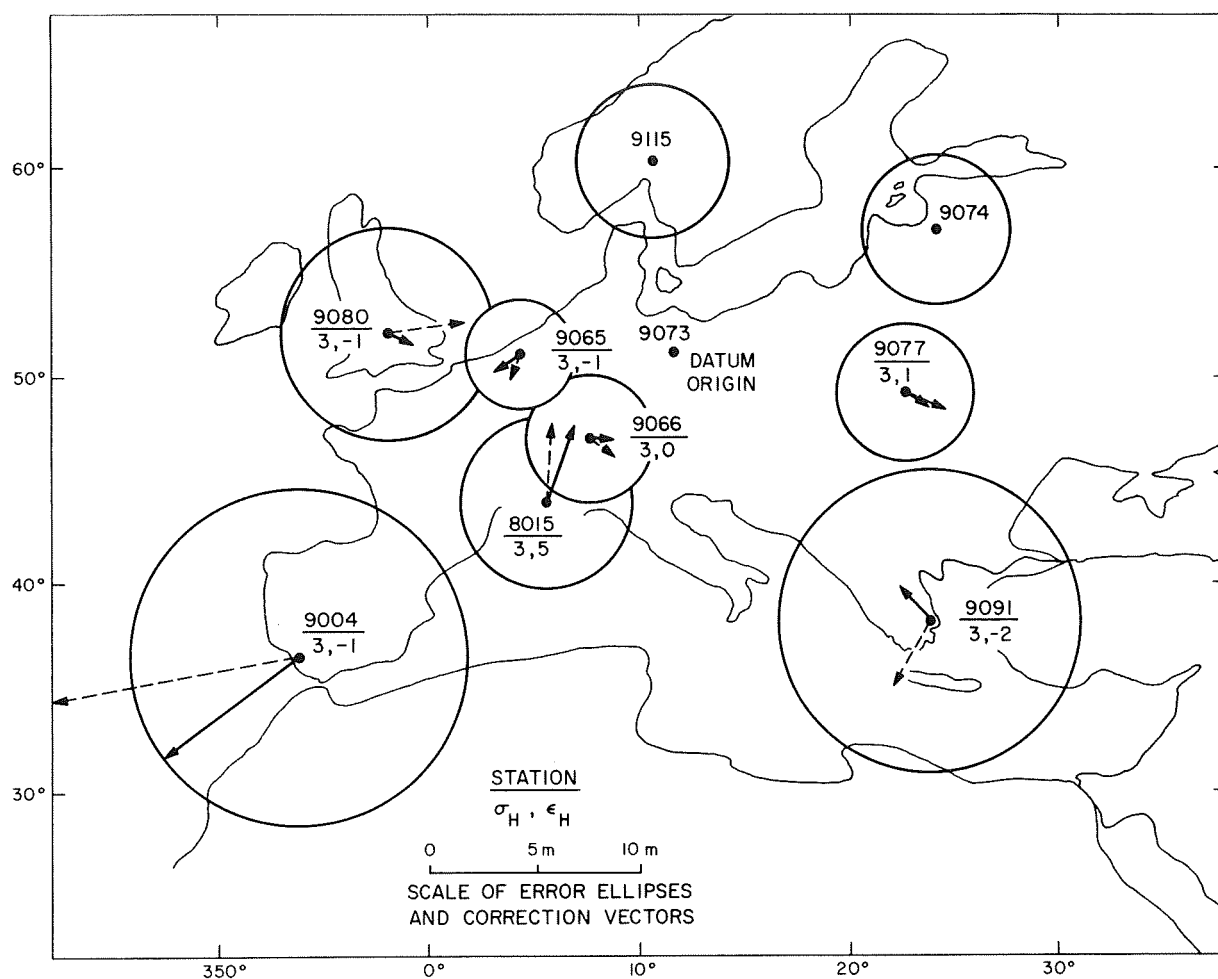 9115
60°
9074
9080
3,-1
9065
3,-1
9073
DATUM
ORIGIN
9077
3,1
50°
9066
3,0
8015
3,5
40°
9004
3,-1
9091
3,-2
30°
STATION
σH , ϵH
0 5 m 10 m
SCALE OF ERROR ELLIPSES
AND CORRECTION VECTORS
350° 0° 10° 20° 30°